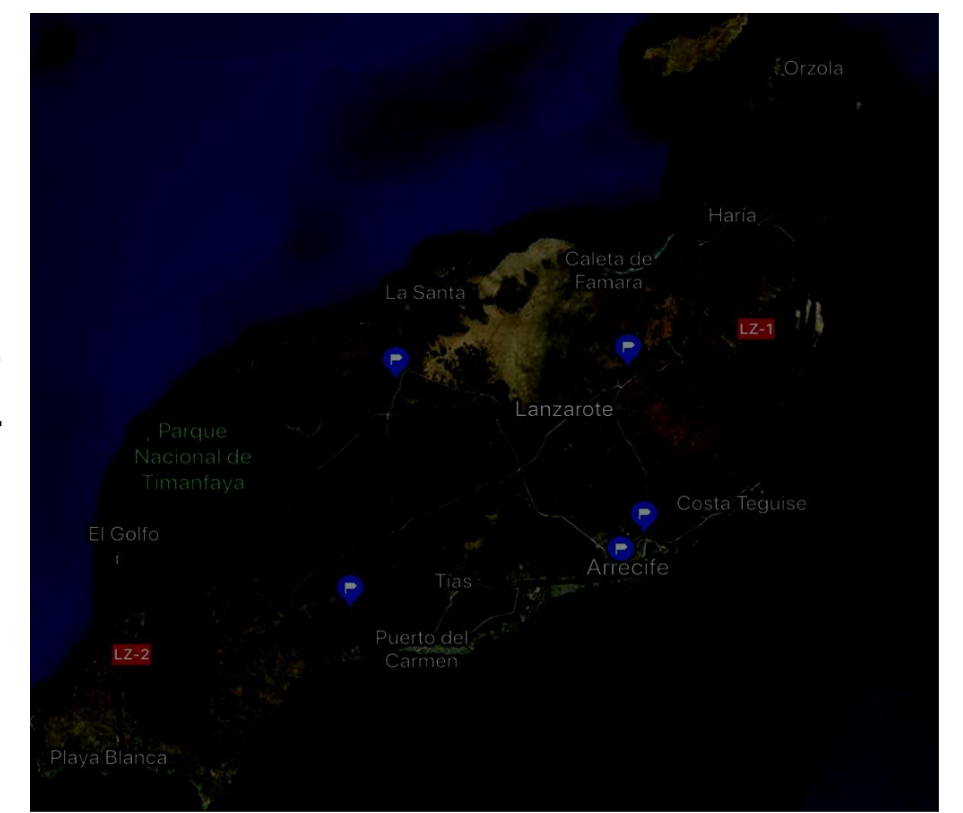 Orzola
Haría
Caleta de
Famara
La Santa
LZ-1
Lanzarote
Parque
Nacional de
Timanfaya
Costa Teguise
El Golfo
Arrecife
Tías
Puerto del
Carmen
LZ-2
Playa Blanca